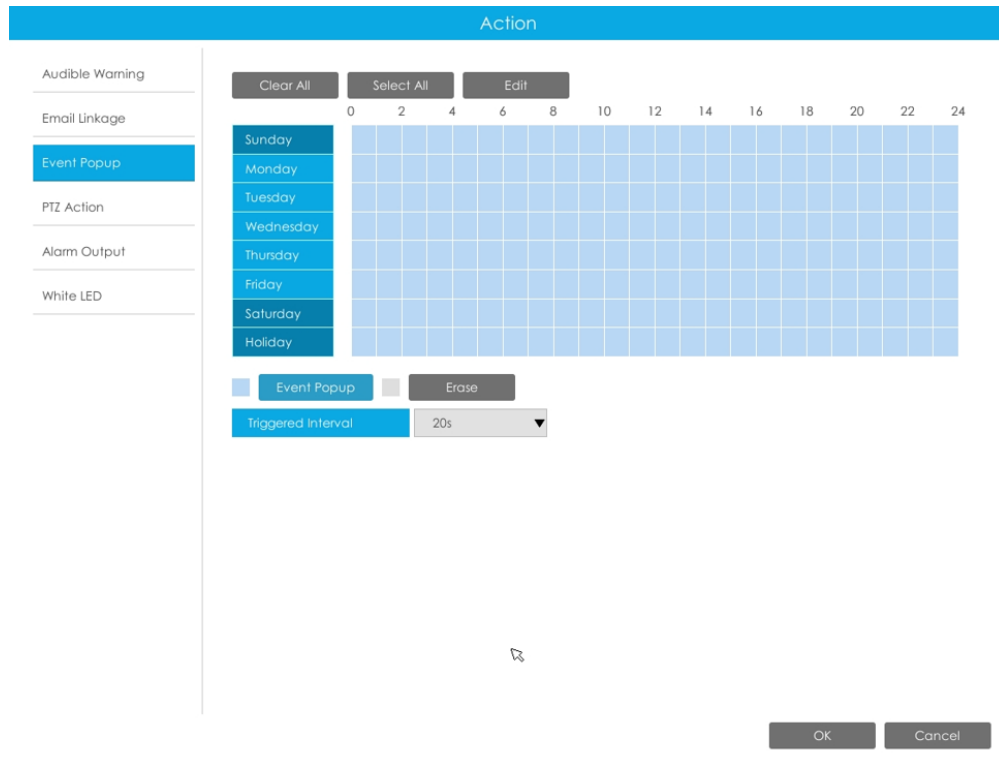 Action
Audible Warning
Email Linkage
Event Popup
PTZ Action
Alarm Output
White LED
Clear All Select All Edit
0 2 4 6 8 10 12 14 16 18 20 22 24
Sunday
Monday
Tuesday
Wednesday
Thursday
Friday
Saturday
Holiday
Event Popup Erase
Triggered Interval 20s
OK Cancel